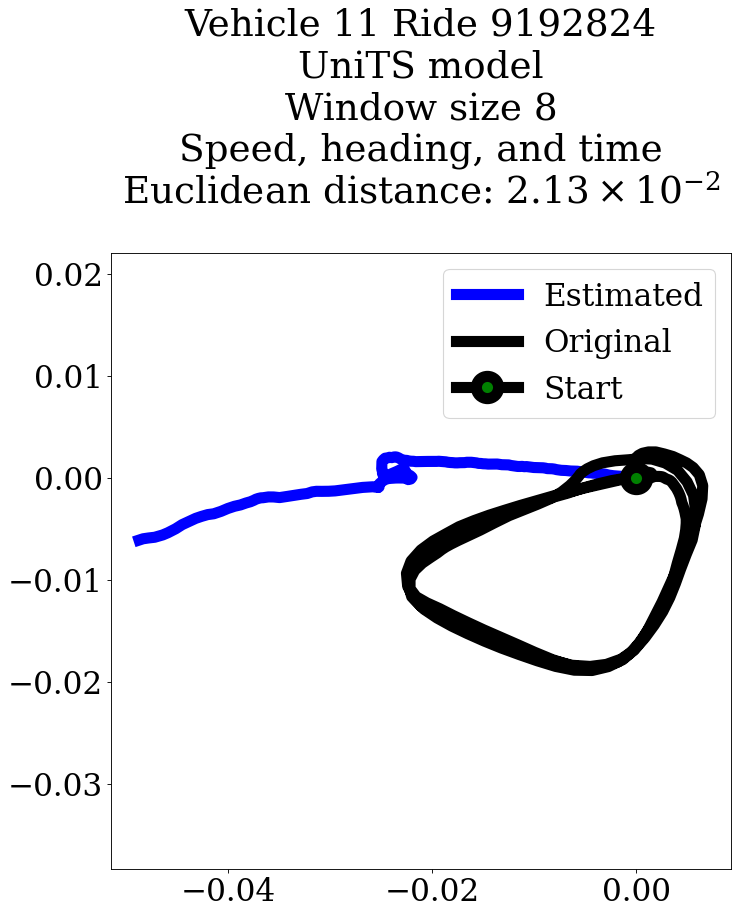 Vehicle 11 Ride 9192824
UniTS model
Window size 8
Speed, heading, and time
Euclidean distance: 2.13 × 10⁻²
Estimated
Original
Start
0.02
0.01
0.00
−0.01
−0.02
−0.03
−0.04
−0.02
0.00